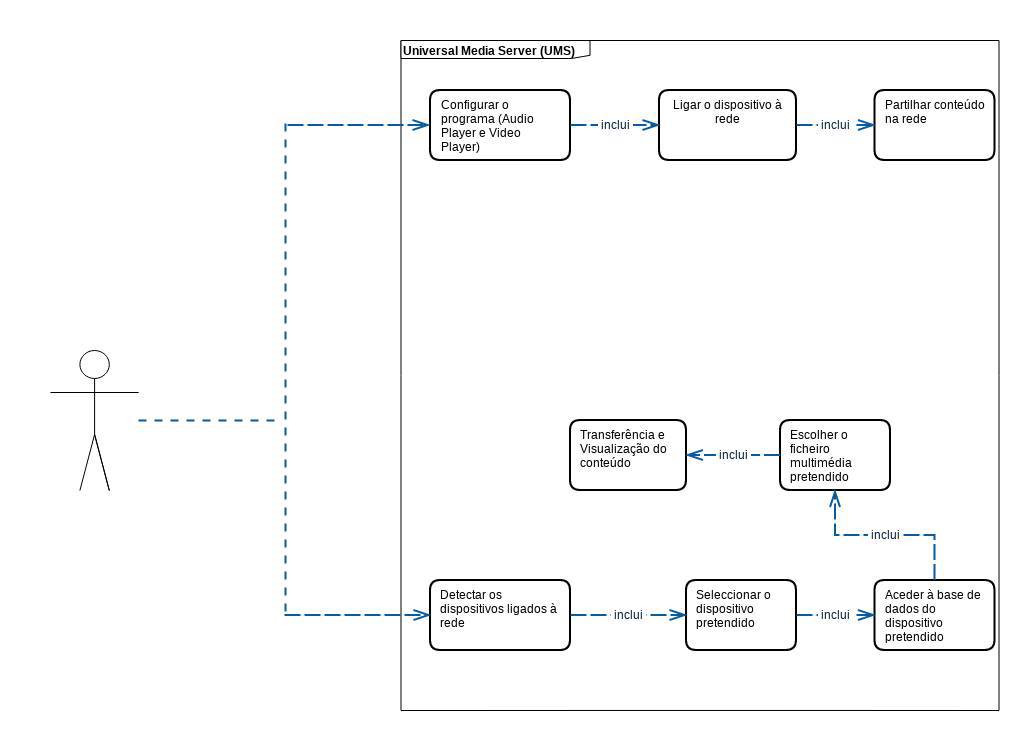 Universal Media Server (UMS)
Configurar o
programa (Audio
Player e Video
Player)
inclui
Ligar o dispositivo à
rede
inclui
Partilhar conteúdo
na rede
Transferência e
Visualização do
conteúdo
inclui
Escolher o
ficheiro
multimédia
pretendido
inclui
Detectar os
dispositivos ligados à
rede
inclui
Seleccionar o
dispositivo
pretendido
inclui
Aceder à base de
dados do
dispositivo
pretendido